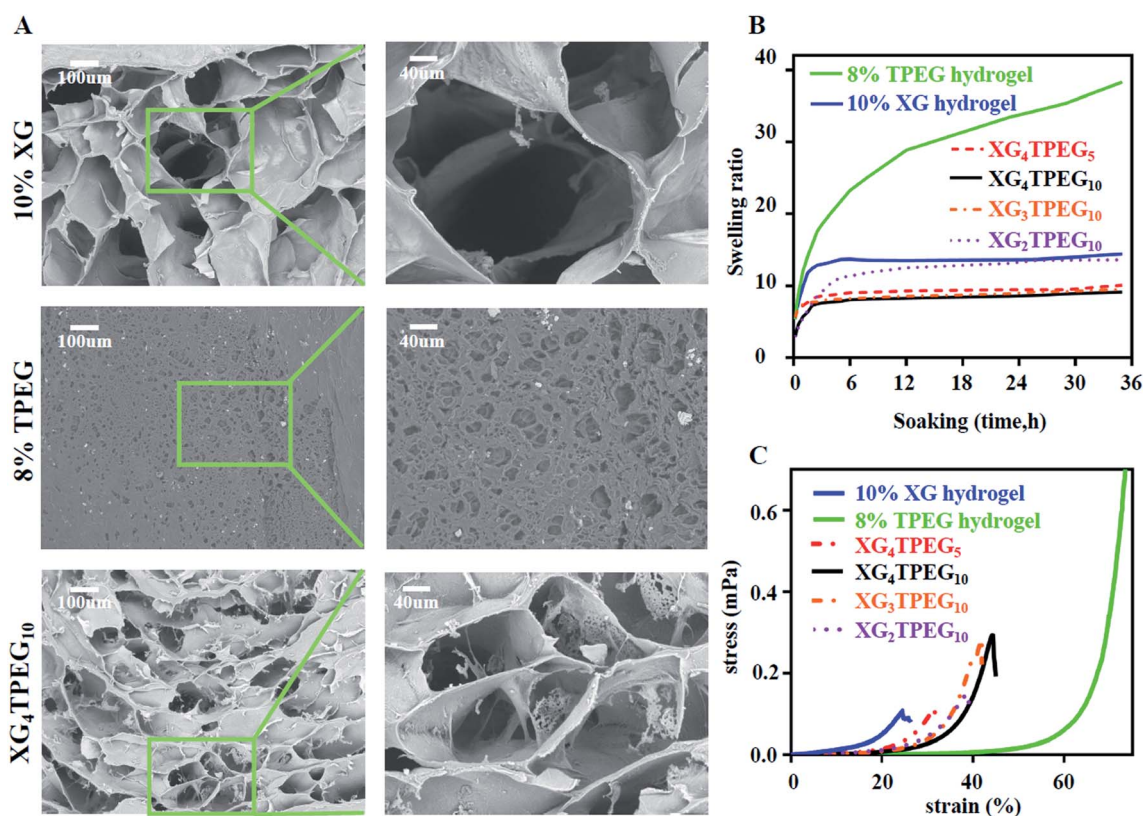 A
10% XG
100um
40um
8% TPEG
100um
40um
XG₄TPEG₁₀
100um
40um
B
Swelling ratio
40
30
20
10
0
8% TPEG hydrogel
10% XG hydrogel
XG₄TPEG₅
XG₄TPEG₁₀
XG₃TPEG₁₀
XG₂TPEG₁₀
0 6 12 18 24 30 36
Soaking (time,h)
C
stress (mPa)
0.6
0.4
0.2
0.0
10% XG hydrogel
8% TPEG hydrogel
XG₄TPEG₅
XG₄TPEG₁₀
XG₃TPEG₁₀
XG₂TPEG₁₀
0 20 40 60
strain (%)